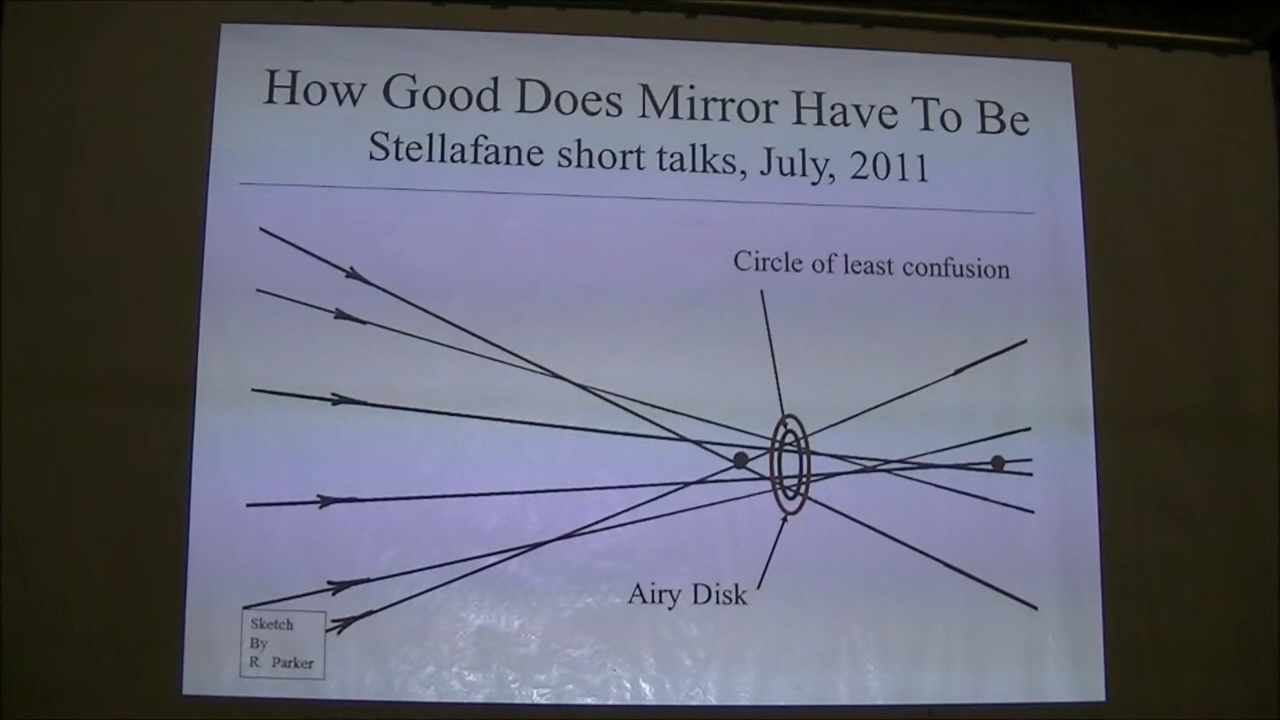 How Good Does Mirror Have To Be
Stellafane short talks, July, 2011
Circle of least confusion
Airy Disk
Sketch
By
R. Parker